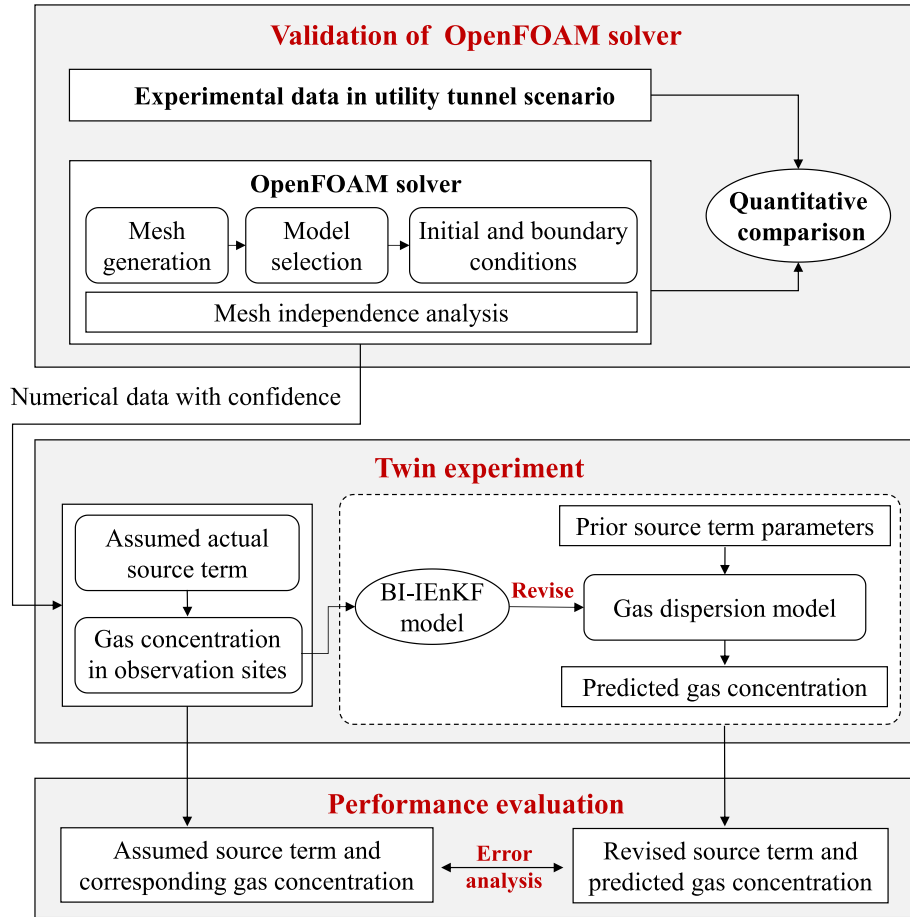 Validation of OpenFOAM solver
Experimental data in utility tunnel scenario
OpenFOAM solver
Mesh
generation
Model
selection
Initial and boundary
conditions
Mesh independence analysis
Quantitative
comparison
Numerical data with confidence
Twin experiment
Assumed actual
source term
Gas concentration
in observation sites
BI-IEnKF
model
Revise
Prior source term parameters
Gas dispersion model
Predicted gas concentration
Performance evaluation
Assumed source term and
corresponding gas concentration
Error
analysis
Revised source term and
predicted gas concentration